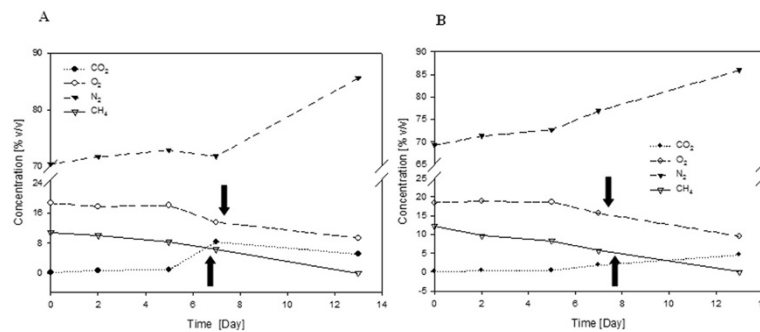 A
90
80
70
24
16
8
0
Concentration [% v/v]
CO2
O2
N2
CH4
0 2 4 6 8 10 12 14
Time [Day]
B
90
85
80
75
70
65
20
15
10
5
0
Concentration [% v/v]
CO2
O2
N2
CH4
0 2 4 6 8 10 12 14
Time [Day]